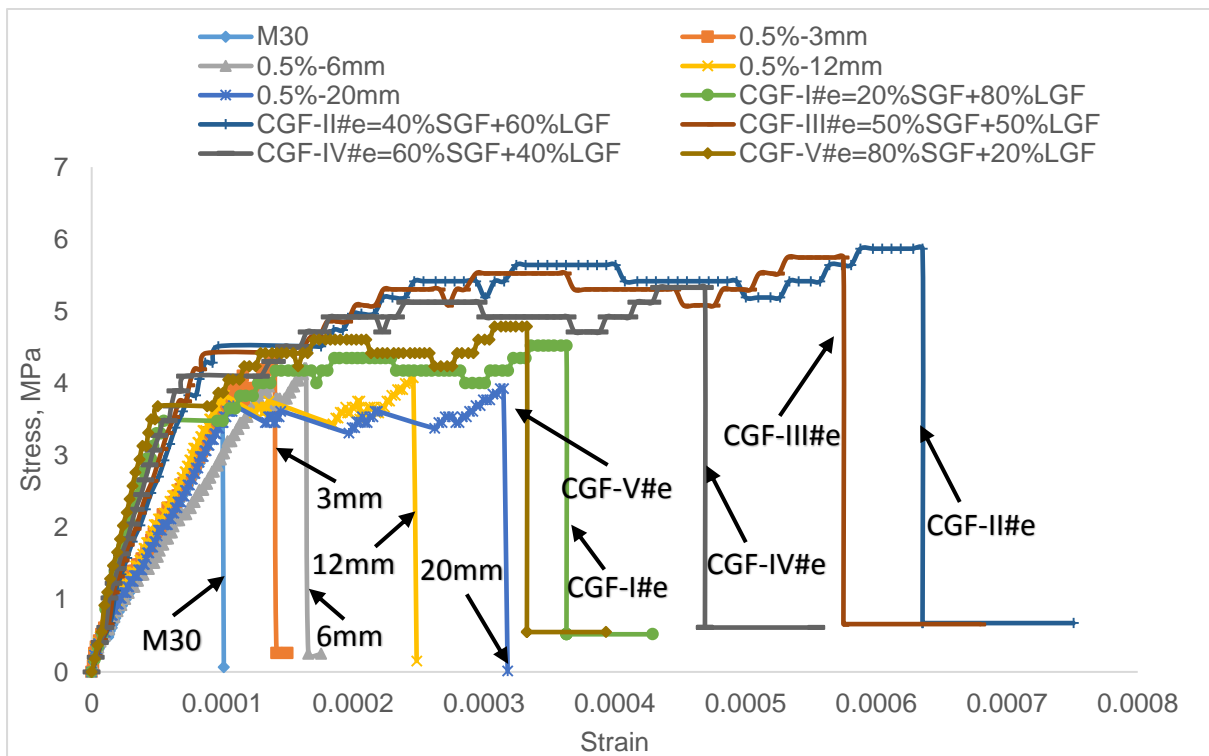 M30
0.5%-3mm
0.5%-6mm
0.5%-12mm
0.5%-20mm
CGF-I#e=20%SGF+80%LGF
CGF-II#e=40%SGF+60%LGF
CGF-III#e=50%SGF+50%LGF
CGF-IV#e=60%SGF+40%LGF
CGF-V#e=80%SGF+20%LGF
7
6
5
4
3
2
1
0
Stress, MPa
CGF-III#e
CGF-V#e
3mm
CGF-II#e
12mm
20mm
CGF-I#e
CGF-IV#e
M30
6mm
0
0.0001
0.0002
0.0003
0.0004
0.0005
0.0006
0.0007
0.0008
Strain